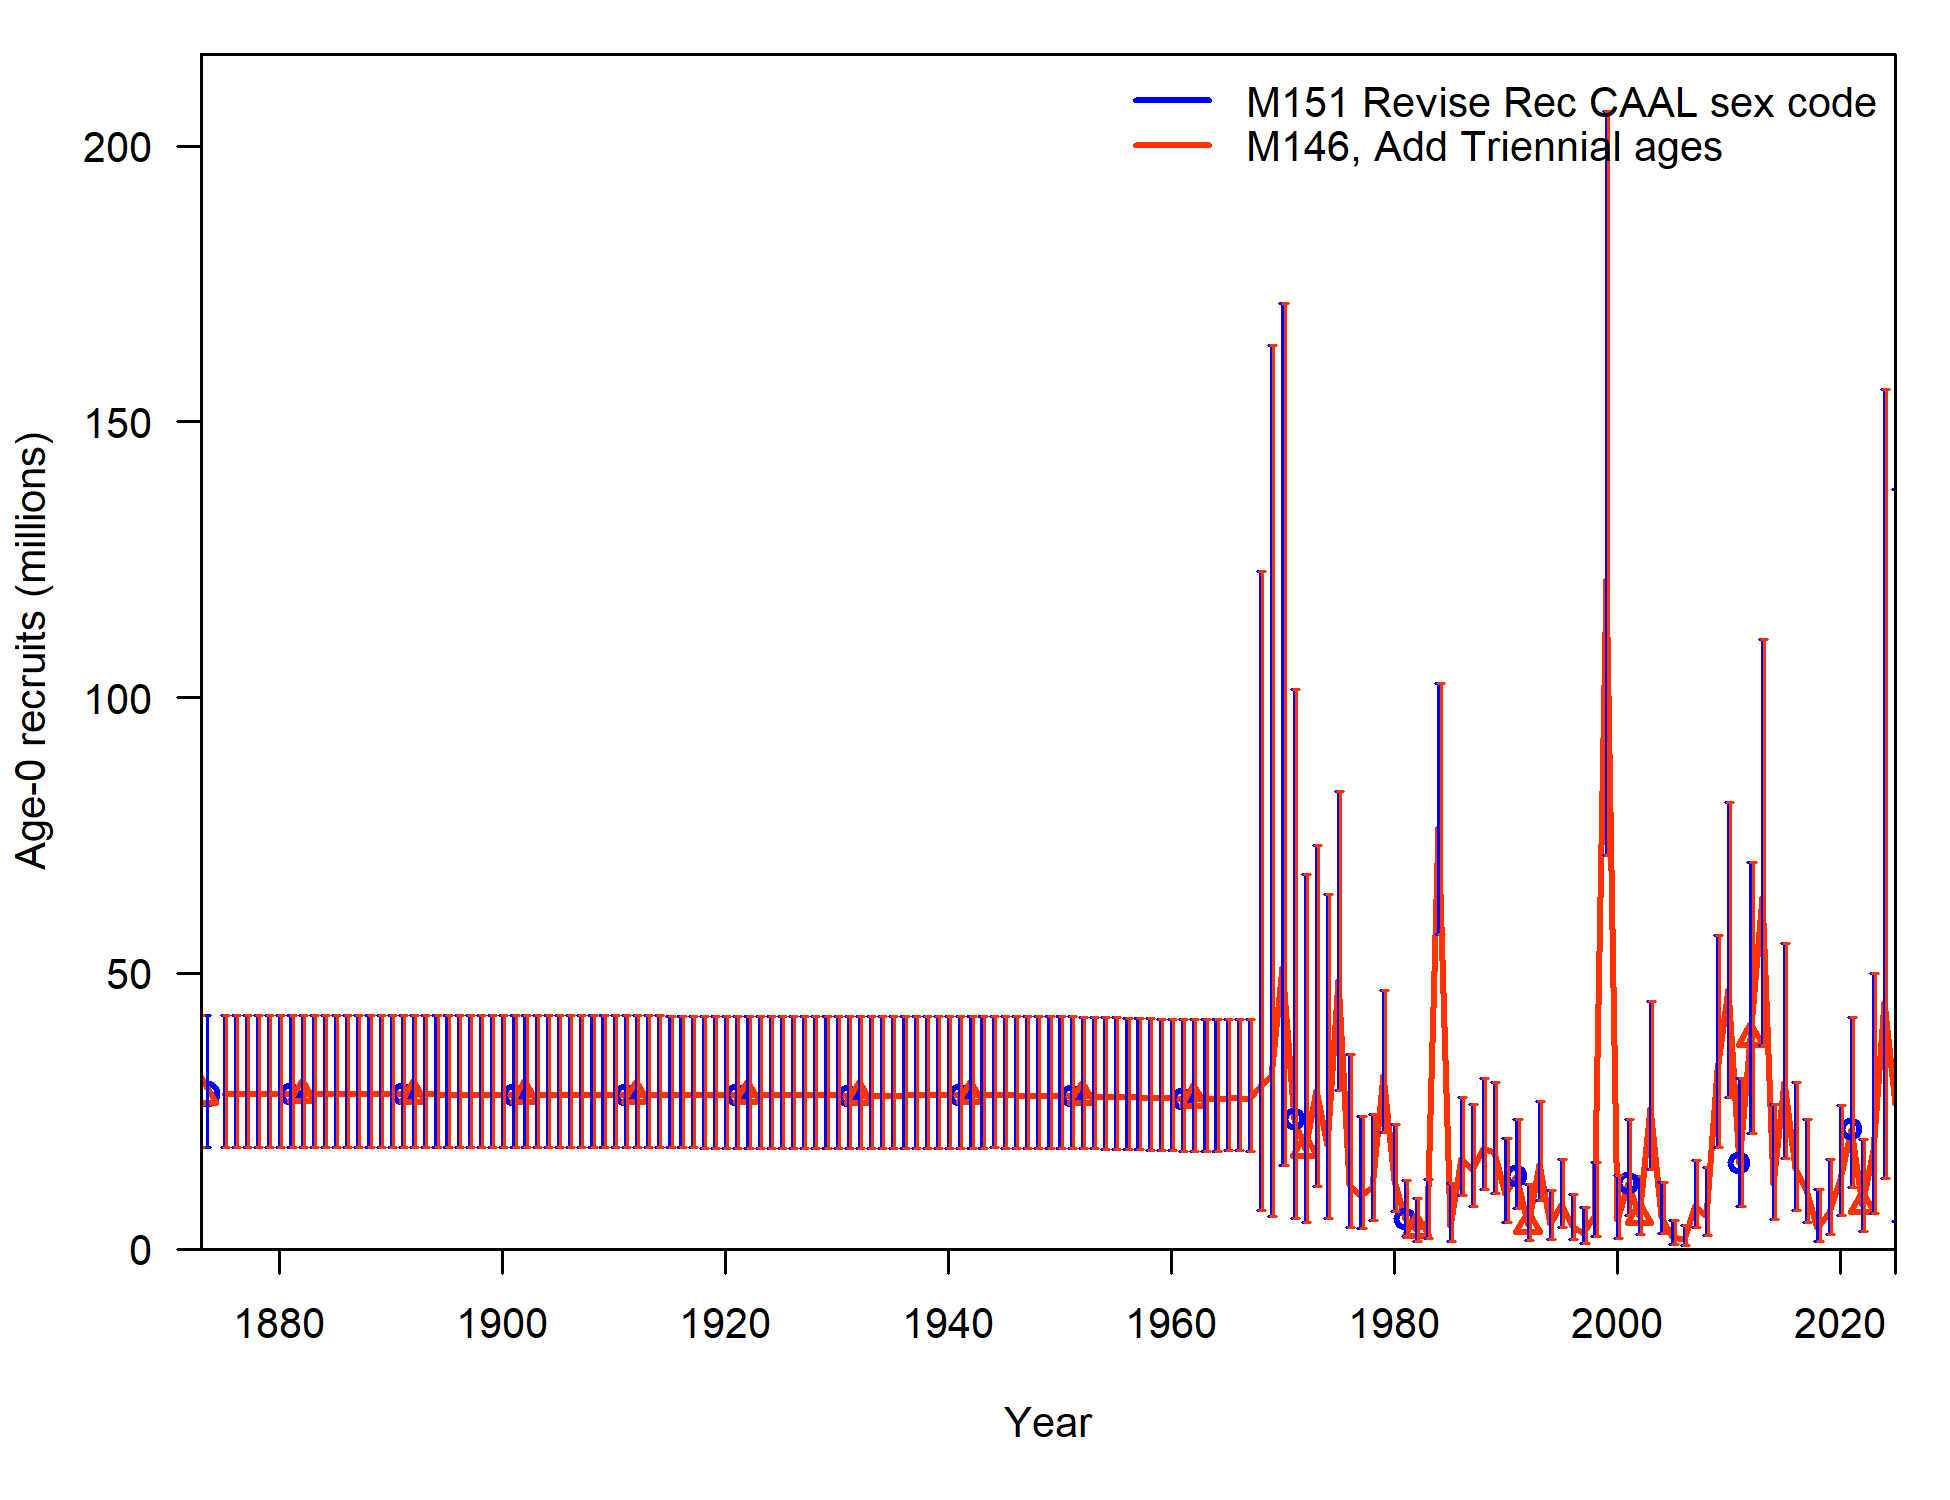 M151 Revise Rec CAAL sex code
M146, Add Triennial ages
Age-0 recruits (millions)
200
150
100
50
0
1880 1900 1920 1940 1960 1980 2000 2020
Year